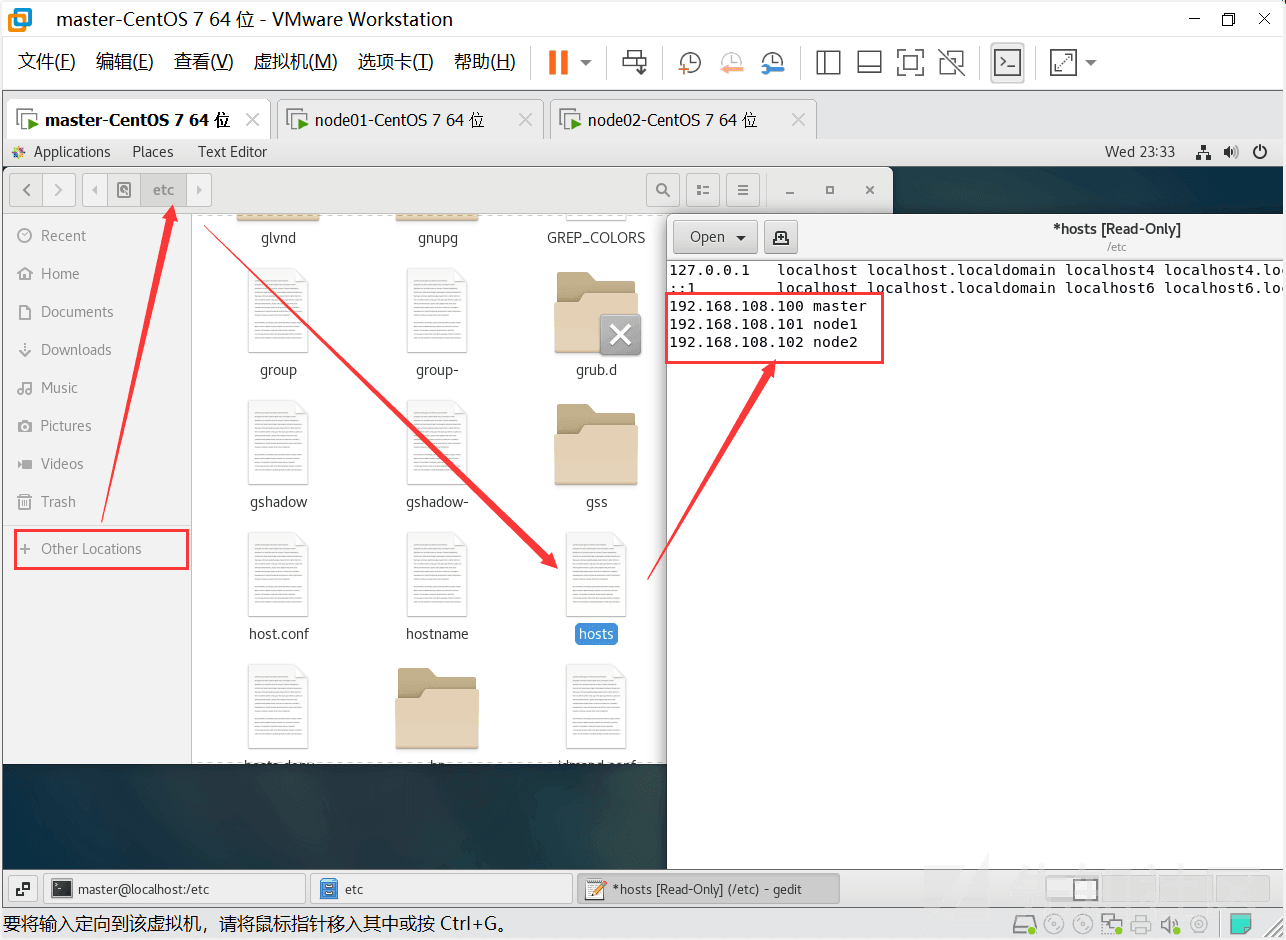 master-CentOS 7 64 位 - VMware Workstation
文件(F) 编辑(E) 查看(V) 虚拟机(M) 选项卡(T) 帮助(H)
master-CentOS 7 64 位 node01-CentOS 7 64 位 node02-CentOS 7 64 位
Applications Places Text Editor Wed 23:33
etc
Recent
Home
Documents
Downloads
Music
Pictures
Videos
Trash
Other Locations
glvnd gnupg GREP_COLORS
group group- grub.d
gshadow gshadow- gss
host.conf hostname hosts
Open *hosts [Read-Only]
/etc
127.0.0.1 localhost localhost.localdomain localhost4 localhost4.lo
::1 localhost localhost.localdomain localhost6 localhost6.lo
192.168.108.100 master
192.168.108.101 node1
192.168.108.102 node2
master@localhost:/etc etc *hosts [Read-Only] (/etc) - gedit
要将输入定向到该虚拟机，请将鼠标指针移入其中或按 Ctrl+G。